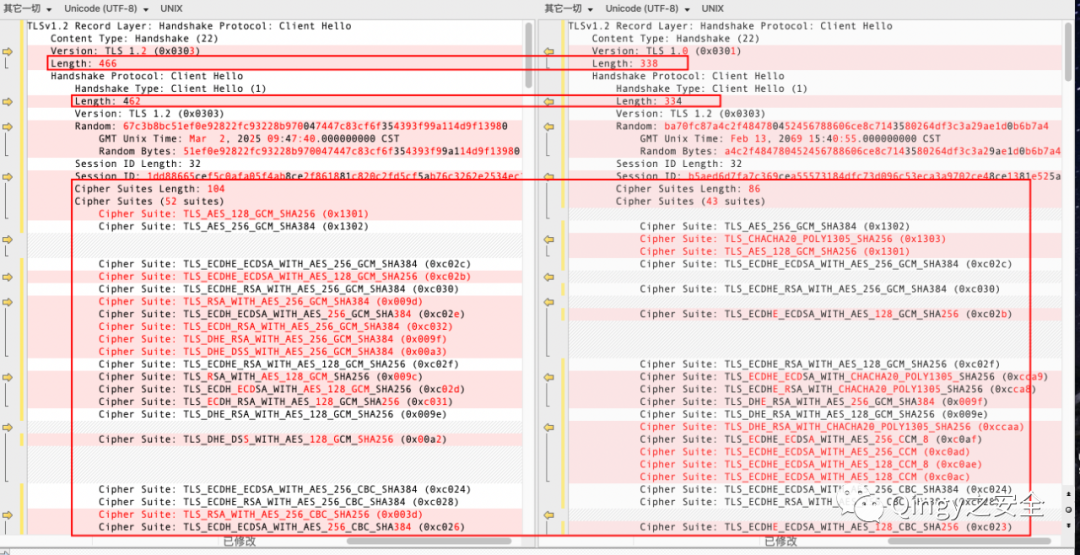 其它一切 Unicode (UTF-8) UNIX
TLSv1.2 Record Layer: Handshake Protocol: Client Hello
Content Type: Handshake (22)
Version: TLS 1.2 (0x0303)
Length: 466
Handshake Protocol: Client Hello
Handshake Type: Client Hello (1)
Length: 462
Version: TLS 1.2 (0x0303)
Random: 67c3b8bc51ef0e92822fc93228b970047447c83cf6f354393f99a114d9f13980
GMT Unix Time: Mar 2, 2025 09:47:40.000000000 CST
Random Bytes: 51ef0e92822fc93228b970047447c83cf6f354393f99a114d9f13980
Session ID Length: 32
Session ID: 1dd88665cef5c0afa05f4ab8ce2f861881c820c2fd5cf5ab76c3262e2534ec
Cipher Suites Length: 104
Cipher Suites (52 suites)
Cipher Suite: TLS_AES_128_GCM_SHA256 (0x1301)
Cipher Suite: TLS_AES_256_GCM_SHA384 (0x1302)
Cipher Suite: TLS_ECDHE_ECDSA_WITH_AES_256_GCM_SHA384 (0xc02c)
Cipher Suite: TLS_ECDHE_ECDSA_WITH_AES_128_GCM_SHA256 (0xc02b)
Cipher Suite: TLS_ECDHE_RSA_WITH_AES_256_GCM_SHA384 (0xc030)
Cipher Suite: TLS_RSA_WITH_AES_256_GCM_SHA384 (0x009d)
Cipher Suite: TLS_ECDH_ECDSA_WITH_AES_256_GCM_SHA384 (0xc02e)
Cipher Suite: TLS_ECDH_RSA_WITH_AES_256_GCM_SHA384 (0xc032)
Cipher Suite: TLS_DHE_RSA_WITH_AES_256_GCM_SHA384 (0x009f)
Cipher Suite: TLS_DHE_DSS_WITH_AES_256_GCM_SHA384 (0x00a3)
Cipher Suite: TLS_ECDHE_RSA_WITH_AES_128_GCM_SHA256 (0xc02f)
Cipher Suite: TLS_RSA_WITH_AES_128_GCM_SHA256 (0x009c)
Cipher Suite: TLS_ECDH_ECDSA_WITH_AES_128_GCM_SHA256 (0xc02d)
Cipher Suite: TLS_ECDH_RSA_WITH_AES_128_GCM_SHA256 (0xc031)
Cipher Suite: TLS_DHE_RSA_WITH_AES_128_GCM_SHA256 (0x009e)
Cipher Suite: TLS_DHE_DSS_WITH_AES_128_GCM_SHA256 (0x00a2)
Cipher Suite: TLS_ECDHE_ECDSA_WITH_AES_256_CBC_SHA384 (0xc024)
Cipher Suite: TLS_ECDHE_RSA_WITH_AES_256_CBC_SHA384 (0xc028)
Cipher Suite: TLS_RSA_WITH_AES_256_CBC_SHA256 (0x003d)
Cipher Suite: TLS_ECDH_ECDSA_WITH_AES_256_CBC_SHA384 (0xc026)
已修改
其它一切 Unicode (UTF-8) UNIX
TLSv1.2 Record Layer: Handshake Protocol: Client Hello
Content Type: Handshake (22)
Version: TLS 1.0 (0x0301)
Length: 338
Handshake Protocol: Client Hello
Handshake Type: Client Hello (1)
Length: 334
Version: TLS 1.2 (0x0303)
Random: ba70fc87a4c2f484780452456788606ce8c7143580264df3c3a29ae1d0b6b7a4
GMT Unix Time: Feb 13, 2069 15:40:55.000000000 CST
Random Bytes: a4c2f484780452456788606ce8c7143580264df3c3a29ae1d0b6b7a4
Session ID Length: 32
Session ID: b5aed6d7fa7c369cea55573184dfc73d096c53eca3a9702ce48ce1381e525a
Cipher Suites Length: 86
Cipher Suites (43 suites)
Cipher Suite: TLS_AES_256_GCM_SHA384 (0x1302)
Cipher Suite: TLS_CHACHA20_POLY1305_SHA256 (0x1303)
Cipher Suite: TLS_AES_128_GCM_SHA256 (0x1301)
Cipher Suite: TLS_ECDHE_ECDSA_WITH_AES_256_GCM_SHA384 (0xc02c)
Cipher Suite: TLS_ECDHE_RSA_WITH_AES_256_GCM_SHA384 (0xc030)
Cipher Suite: TLS_ECDHE_ECDSA_WITH_AES_128_GCM_SHA256 (0xc02b)
Cipher Suite: TLS_ECDHE_RSA_WITH_AES_128_GCM_SHA256 (0xc02f)
Cipher Suite: TLS_ECDHE_ECDSA_WITH_CHACHA20_POLY1305_SHA256 (0xcca9)
Cipher Suite: TLS_ECDHE_RSA_WITH_CHACHA20_POLY1305_SHA256 (0xcca8)
Cipher Suite: TLS_DHE_RSA_WITH_AES_256_GCM_SHA384 (0x009f)
Cipher Suite: TLS_DHE_RSA_WITH_AES_128_GCM_SHA256 (0x009e)
Cipher Suite: TLS_DHE_RSA_WITH_CHACHA20_POLY1305_SHA256 (0xccaa)
Cipher Suite: TLS_ECDHE_ECDSA_WITH_AES_256_CCM_8 (0xc0af)
Cipher Suite: TLS_ECDHE_ECDSA_WITH_AES_256_CCM (0xc0ad)
Cipher Suite: TLS_ECDHE_ECDSA_WITH_AES_128_CCM_8 (0xc0ae)
Cipher Suite: TLS_ECDHE_ECDSA_WITH_AES_128_CCM (0xc0ac)
Cipher Suite: TLS_ECDHE_ECDSA_WITH_AES_256_CBC_SHA384 (0xc024)
Cipher Suite: TLS_ECDHE_RSA_WITH_AES_256_CBC_SHA384
Cipher Suite: TLS_ECDHE_ECDSA_WITH_AES_128_CBC_SHA256 (0xc023)
已修改
Qingy之安全